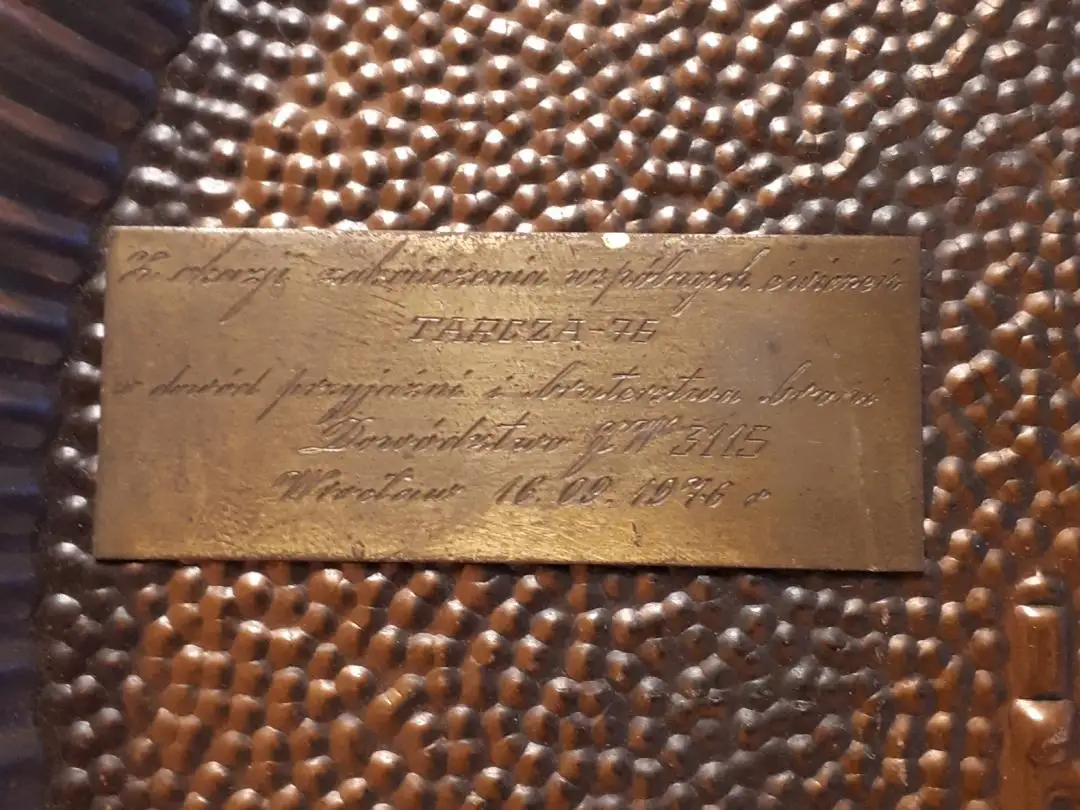 Z okazji zakończenia wspólnych ćwiczeń
TARCZA-76
w dowód przyjaźni i braterstwa broni
Dowództwo JW 3115
Wrocław 16.09.1976 r